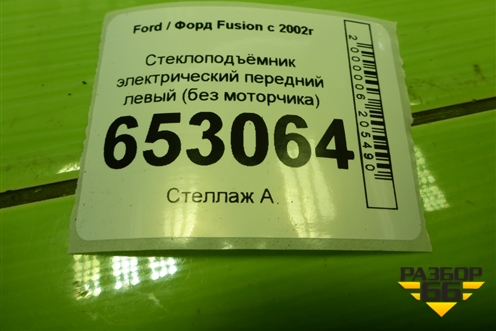 Ford / Форд Fusion с 2002г
Стеклоподъёмник
электрический передний
левый (без моторчика)
653064
Стеллаж А
2000006205490
РАЗБОР
66